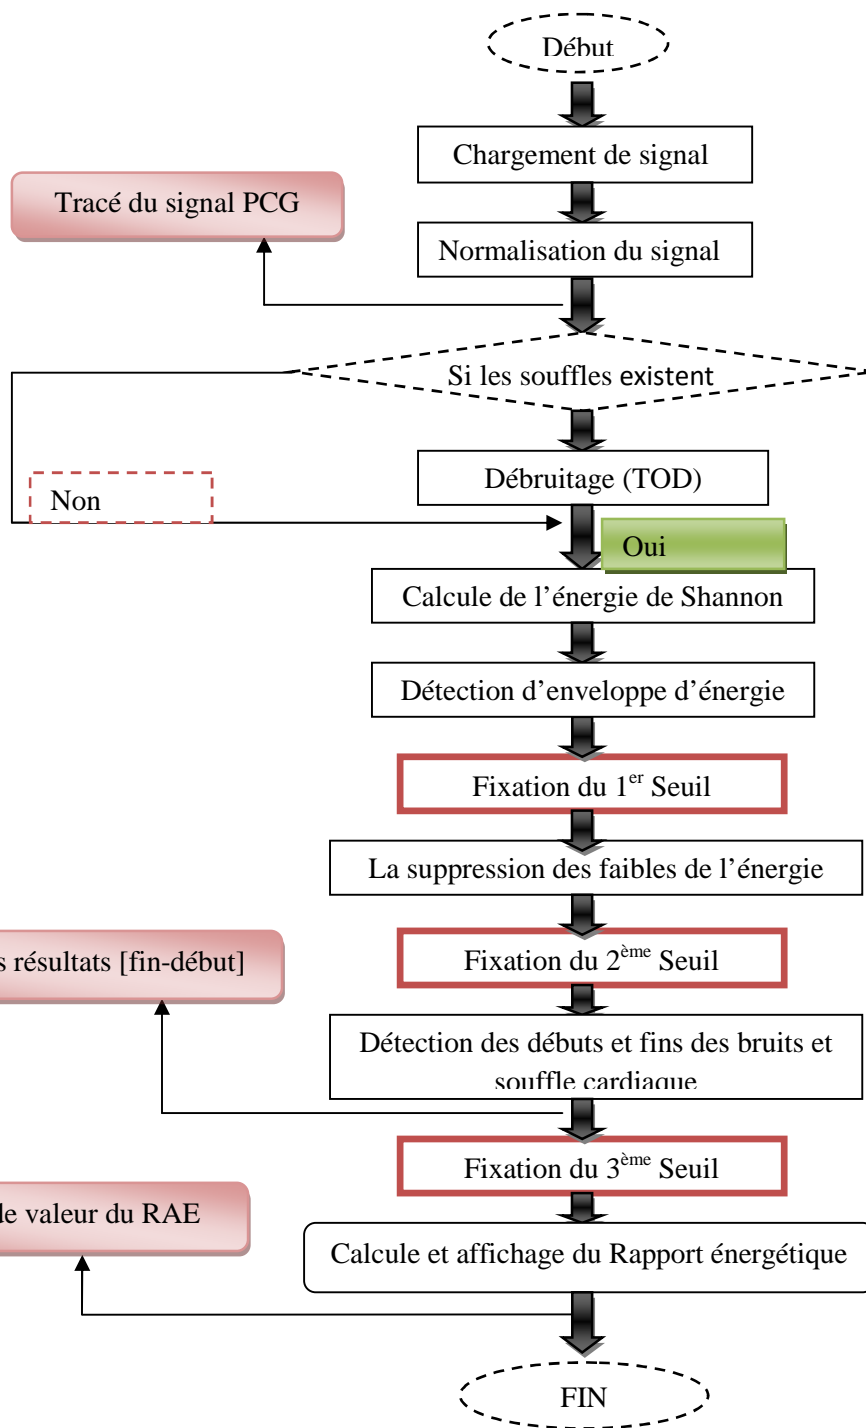 Début
Chargement de signal
Tracé du signal PCG
Normalisation du signal
Si les souffles existent
Débruitage (TOD)
Non
Oui
Calcule de l’énergie de Shannon
Détection d’enveloppe d’énergie
Fixation du 1er Seuil
La suppression des faibles de l’énergie
résultats [fin-début]
Fixation du 2ème Seuil
Détection des débuts et fins des bruits et
souffle cardiaque
Fixation du 3ème Seuil
de valeur du RAE
Calcule et affichage du Rapport énergétique
FIN